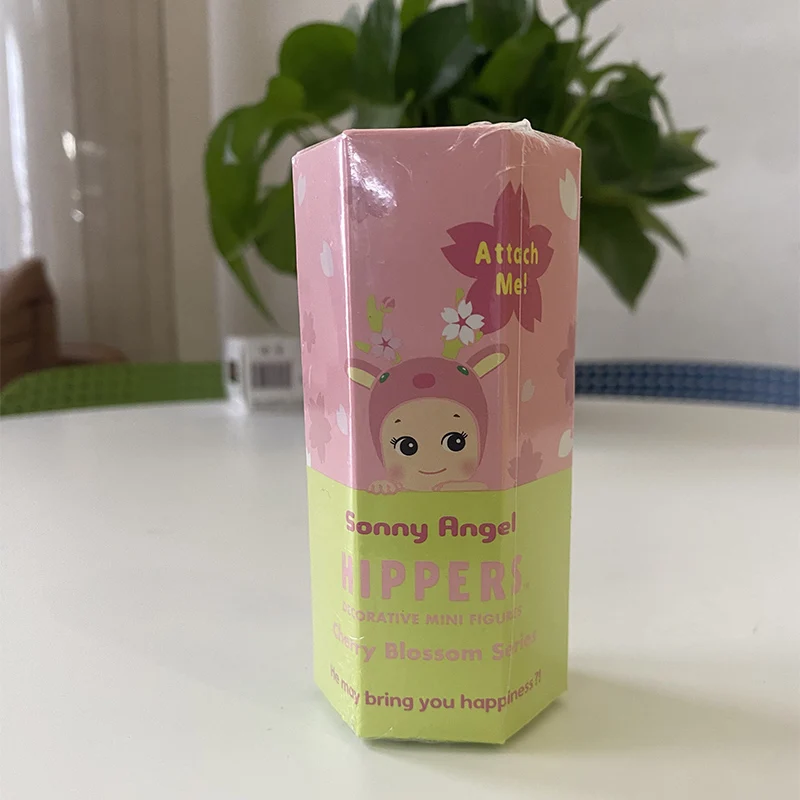 Attach
Me!
Sonny Angel
HIPPERS
DECORATIVE MINI FIGURES
Cherry Blossom Series
He may bring you happiness?!